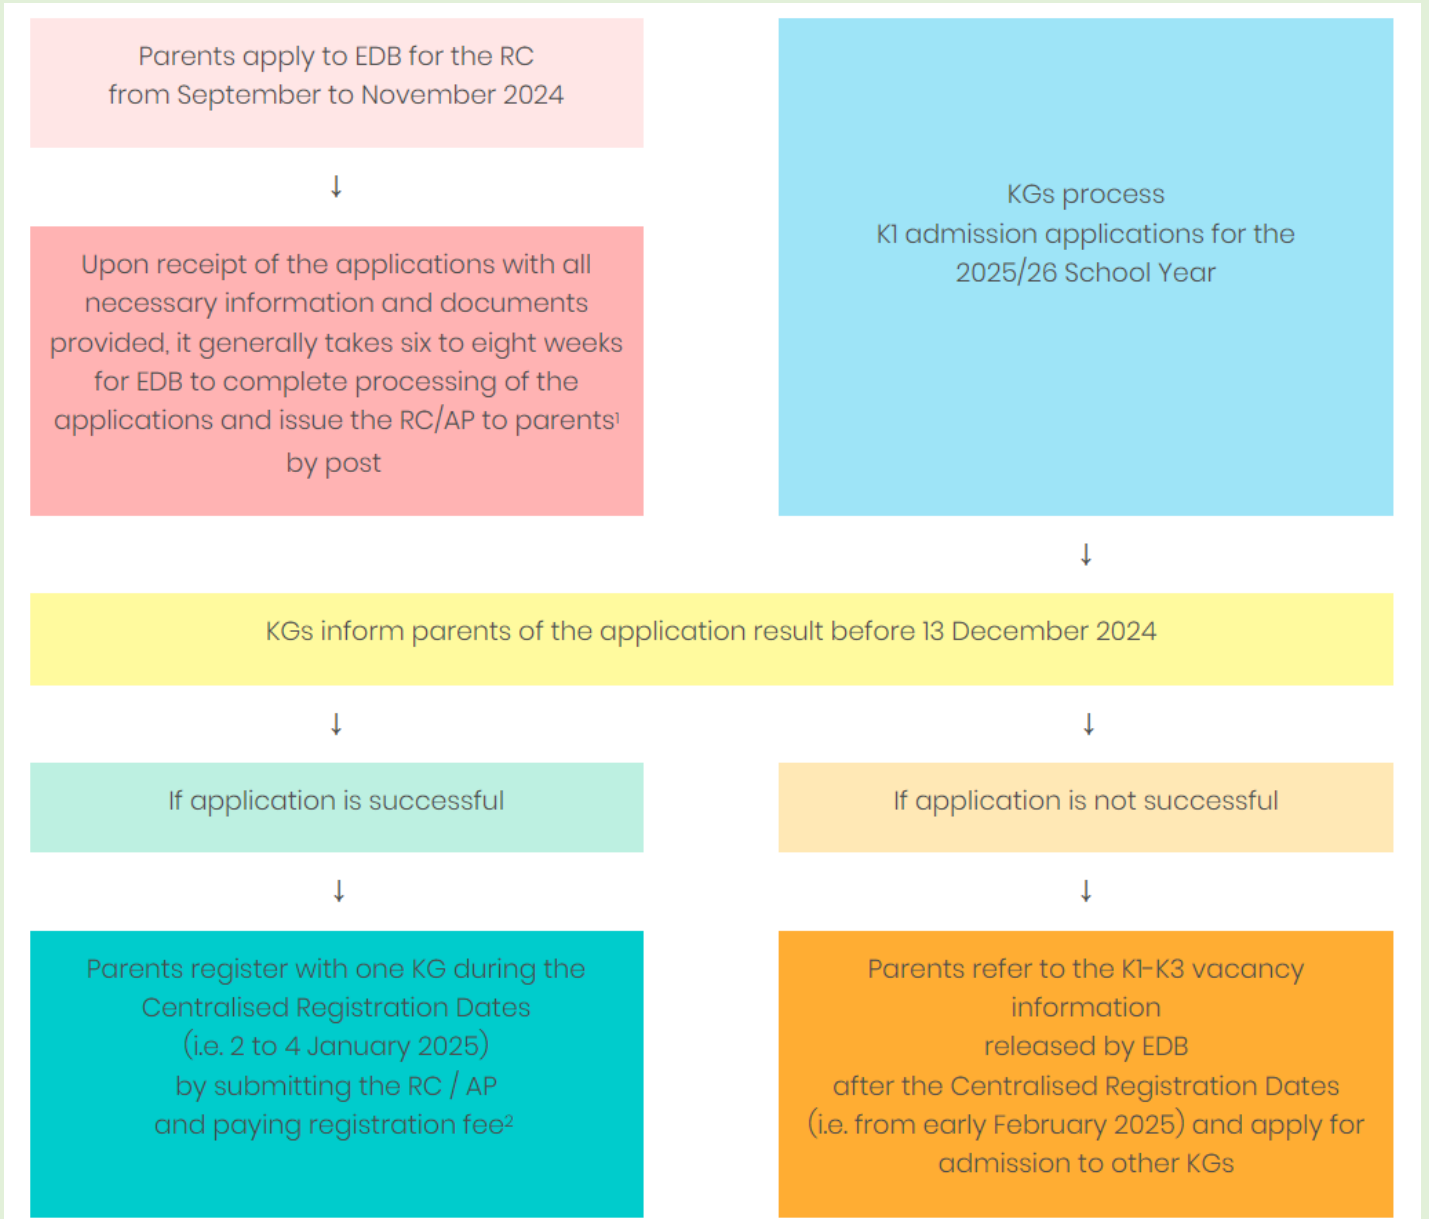 Parents apply to EDB for the RC
from September to November 2024
↓
Upon receipt of the applications with all
necessary information and documents
provided, it generally takes six to eight weeks
for EDB to complete processing of the
applications and issue the RC/AP to parents¹
by post
KGs process
K1 admission applications for the
2025/26 School Year
↓
KGs inform parents of the application result before 13 December 2024
↓
↓
If application is successful
If application is not successful
↓
↓
Parents register with one KG during the
Centralised Registration Dates
(i.e. 2 to 4 January 2025)
by submitting the RC / AP
and paying registration fee²
Parents refer to the K1-K3 vacancy
information
released by EDB
after the Centralised Registration Dates
(i.e. from early February 2025) and apply for
admission to other KGs